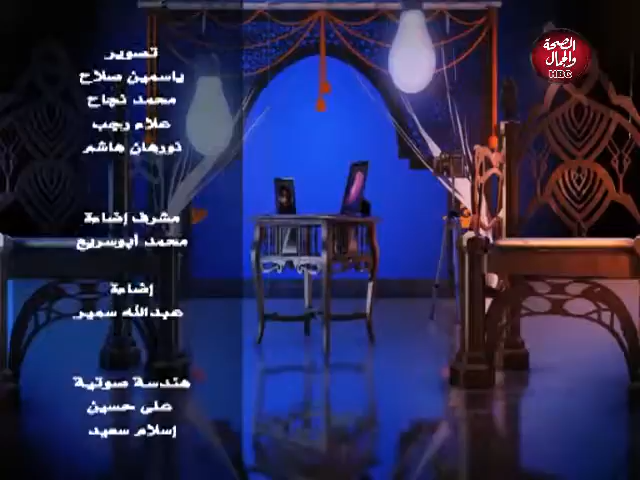 تصوير
ياسمين صلاح
محمد نجاح
علاء رجب
نورهان هاشم
مشرف إضاءة
محمد أبوسريع
إضاءة
عبدالله سمير
هندسة صوتية
على حسين
إسلام سعيد
الصحة
والجمال
HBC